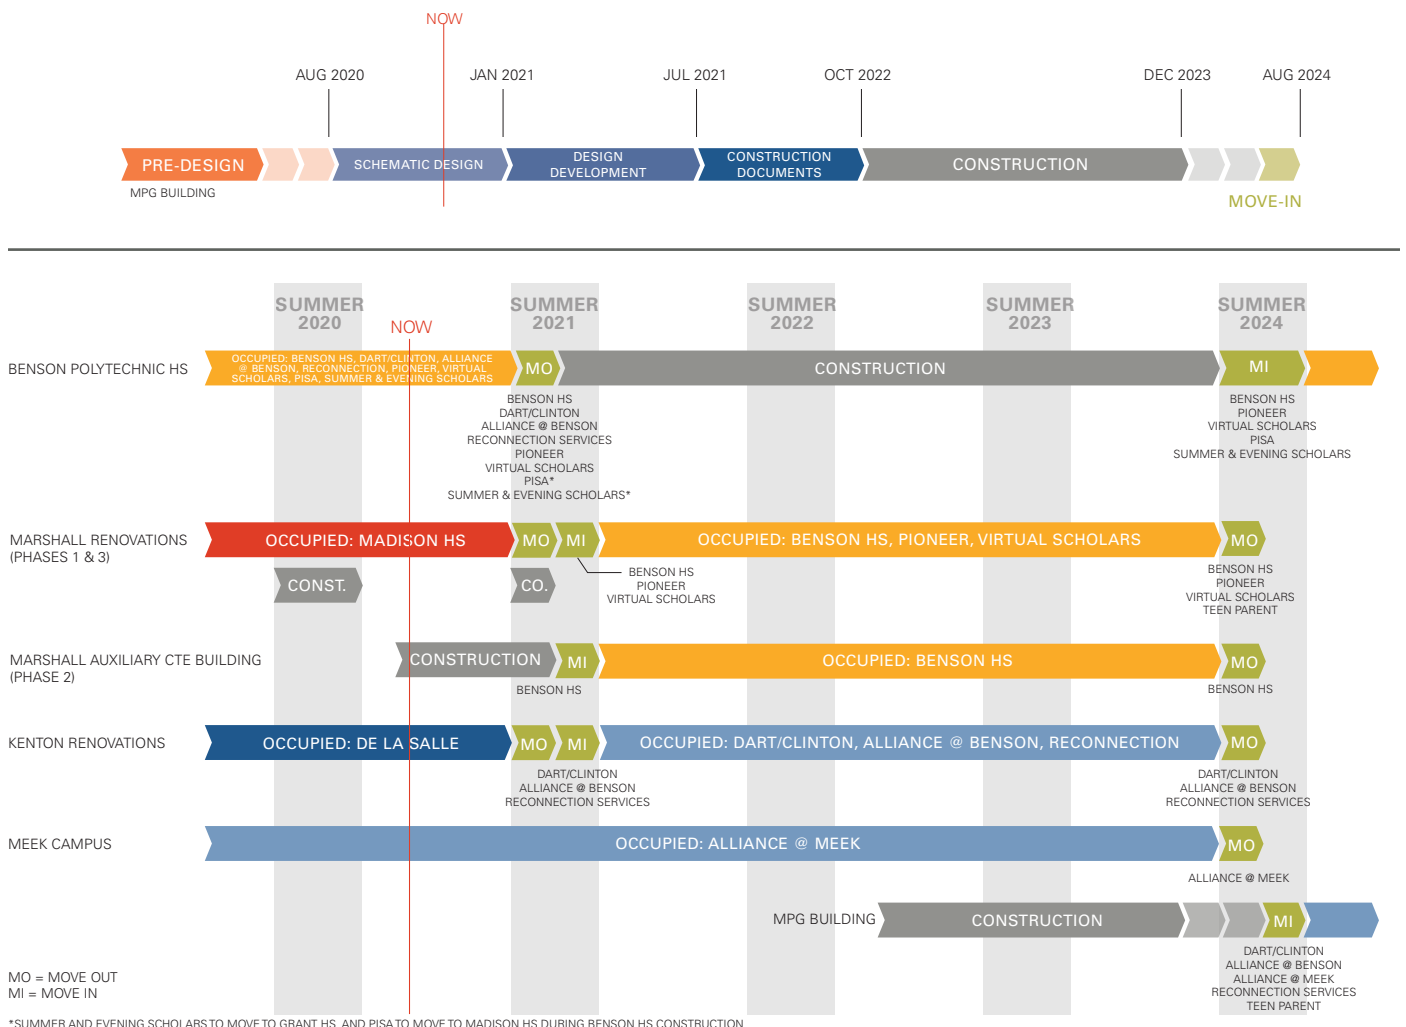 NOW
AUG 2020
JAN 2021
JUL 2021
OCT 2022
DEC 2023
AUG 2024
PRE-DESIGN
SCHEMATIC DESIGN
DESIGN
DEVELOPMENT
CONSTRUCTION
DOCUMENTS
CONSTRUCTION
MPG BUILDING
MOVE-IN
SUMMER
2020
SUMMER
2021
SUMMER
2022
SUMMER
2023
SUMMER
2024
NOW
BENSON POLYTECHNIC HS
OCCUPIED: BENSON HS, DART/CLINTON, ALLIANCE
@ BENSON, RECONNECTION, PIONEER, VIRTUAL
SCHOLARS, PISA, SUMMER & EVENING SCHOLARS
MO
CONSTRUCTION
MI
BENSON HS
DART/CLINTON
ALLIANCE @ BENSON
RECONNECTION SERVICES
PIONEER
VIRTUAL SCHOLARS
PISA*
SUMMER & EVENING SCHOLARS*
BENSON HS
PIONEER
VIRTUAL SCHOLARS
PISA
SUMMER & EVENING SCHOLARS
MARSHALL RENOVATIONS
(PHASES 1 & 3)
OCCUPIED: MADISON HS
MO
MI
OCCUPIED: BENSON HS, PIONEER, VIRTUAL SCHOLARS
MO
CONST.
CO.
BENSON HS
PIONEER
VIRTUAL SCHOLARS
BENSON HS
PIONEER
VIRTUAL SCHOLARS
TEEN PARENT
MARSHALL AUXILIARY CTE BUILDING
(PHASE 2)
CONSTRUCTION
MI
OCCUPIED: BENSON HS
MO
BENSON HS
BENSON HS
KENTON RENOVATIONS
OCCUPIED: DE LA SALLE
MO
MI
OCCUPIED: DART/CLINTON, ALLIANCE @ BENSON, RECONNECTION
MO
DART/CLINTON
ALLIANCE @ BENSON
RECONNECTION SERVICES
DART/CLINTON
ALLIANCE @ BENSON
RECONNECTION SERVICES
MEEK CAMPUS
OCCUPIED: ALLIANCE @ MEEK
MO
ALLIANCE @ MEEK
MPG BUILDING
CONSTRUCTION
MI
DART/CLINTON
ALLIANCE @ BENSON
ALLIANCE @ MEEK
RECONNECTION SERVICES
TEEN PARENT
MO = MOVE OUT
MI = MOVE IN
*SUMMER AND EVENING SCHOLARS TO MOVE TO GRANT HS, AND PISA TO MOVE TO MADISON HS DURING BENSON HS CONSTRUCTION